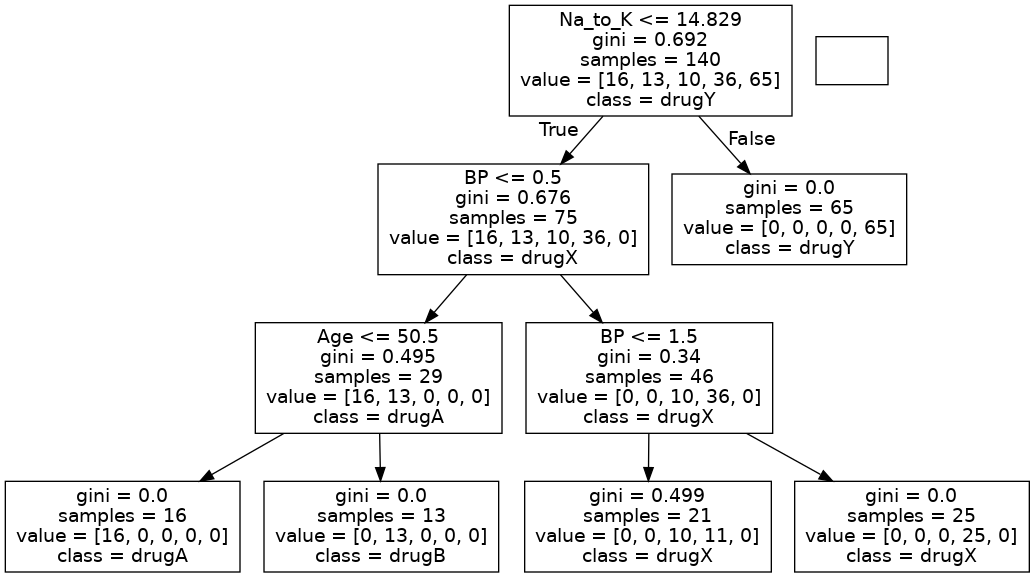 Na_to_K <= 14.829
gini = 0.692
samples = 140
value = [16, 13, 10, 36, 65]
class = drugY
True
False
BP <= 0.5
gini = 0.676
samples = 75
value = [16, 13, 10, 36, 0]
class = drugX
gini = 0.0
samples = 65
value = [0, 0, 0, 0, 65]
class = drugY
Age <= 50.5
gini = 0.495
samples = 29
value = [16, 13, 0, 0, 0]
class = drugA
BP <= 1.5
gini = 0.34
samples = 46
value = [0, 0, 10, 36, 0]
class = drugX
gini = 0.0
samples = 16
value = [16, 0, 0, 0, 0]
class = drugA
gini = 0.0
samples = 13
value = [0, 13, 0, 0, 0]
class = drugB
gini = 0.499
samples = 21
value = [0, 0, 10, 11, 0]
class = drugX
gini = 0.0
samples = 25
value = [0, 0, 0, 25, 0]
class = drugX